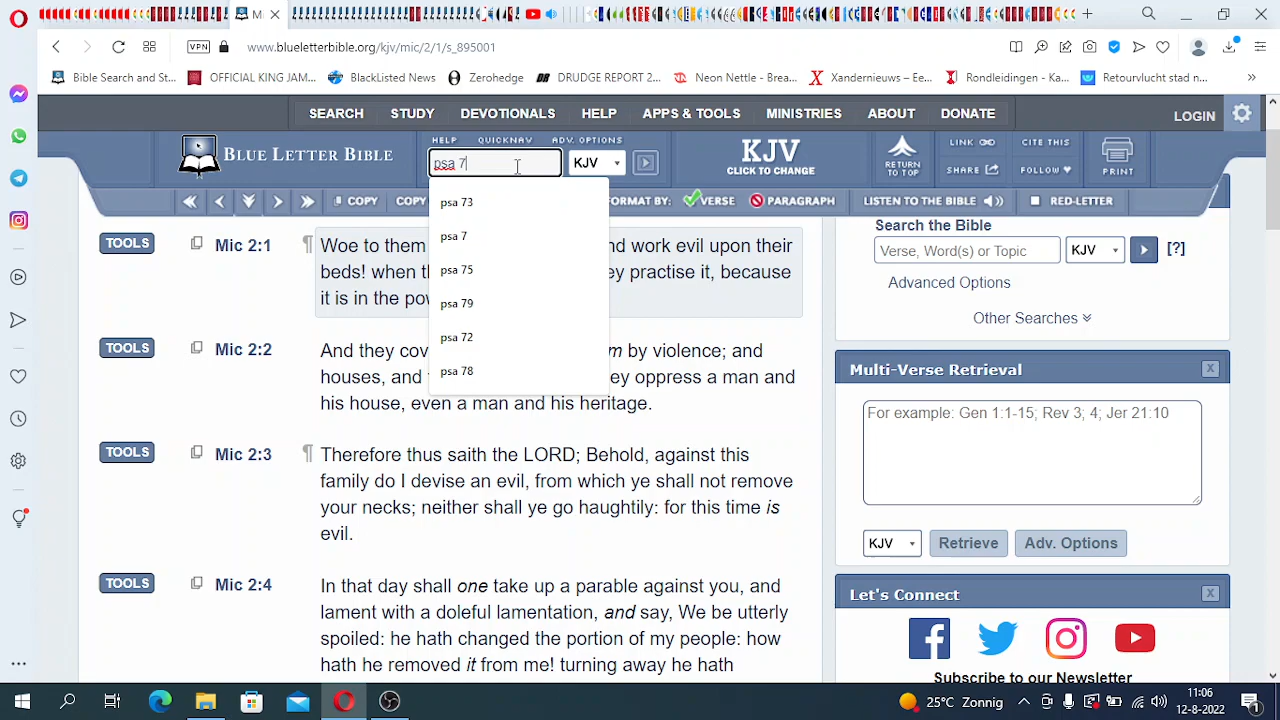 Mi
VPN
www.blueletterbible.org/kjv/mic/2/1/s_895001
Bible Search and St...
OFFICIAL KING JAM...
BlackListed News
Zerohedge
DRUDGE REPORT 2...
Neon Nettle - Brea...
Xandernieuws – Ee...
Rondleidingen - Ka...
Retourvlucht stad n...
SEARCH
STUDY
DEVOTIONALS
HELP
APPS & TOOLS
MINISTRIES
ABOUT
DONATE
LOGIN
BLUE LETTER BIBLE
HELP
QUICKNAV
ADV. OPTIONS
psa 7
KJV
KJV
CLICK TO CHANGE
RETURN
TO TOP
LINK
CITE THIS
SHARE
FOLLOW
PRINT
COPY
COPY
FORMAT BY:
VERSE
PARAGRAPH
LISTEN TO THE BIBLE
RED-LETTER
psa 73
psa 7
psa 75
psa 79
psa 72
psa 78
TOOLS
Mic 2:1
¶ Woe to them nd work evil upon their
beds! when th ey practise it, because
it is in the pow
TOOLS
Mic 2:2
And they cov m by violence; and
houses, and ey oppress a man and
his house, even a man and his heritage.
TOOLS
Mic 2:3
¶ Therefore thus saith the LORD; Behold, against this
family do I devise an evil, from which ye shall not remove
your necks; neither shall ye go haughtily: for this time is
evil.
TOOLS
Mic 2:4
In that day shall one take up a parable against you, and
lament with a doleful lamentation, and say, We be utterly
spoiled: he hath changed the portion of my people: how
hath he removed it from me! turning away he hath
Search the Bible
Verse, Word(s) or Topic
KJV
[?]
Advanced Options
Other Searches
Multi-Verse Retrieval
X
For example: Gen 1:1-15; Rev 3; 4; Jer 21:10
KJV
Retrieve
Adv. Options
Let's Connect
X
Subscribe to our Newsletter
25°C Zonnig
11:06
12-8-2022
1